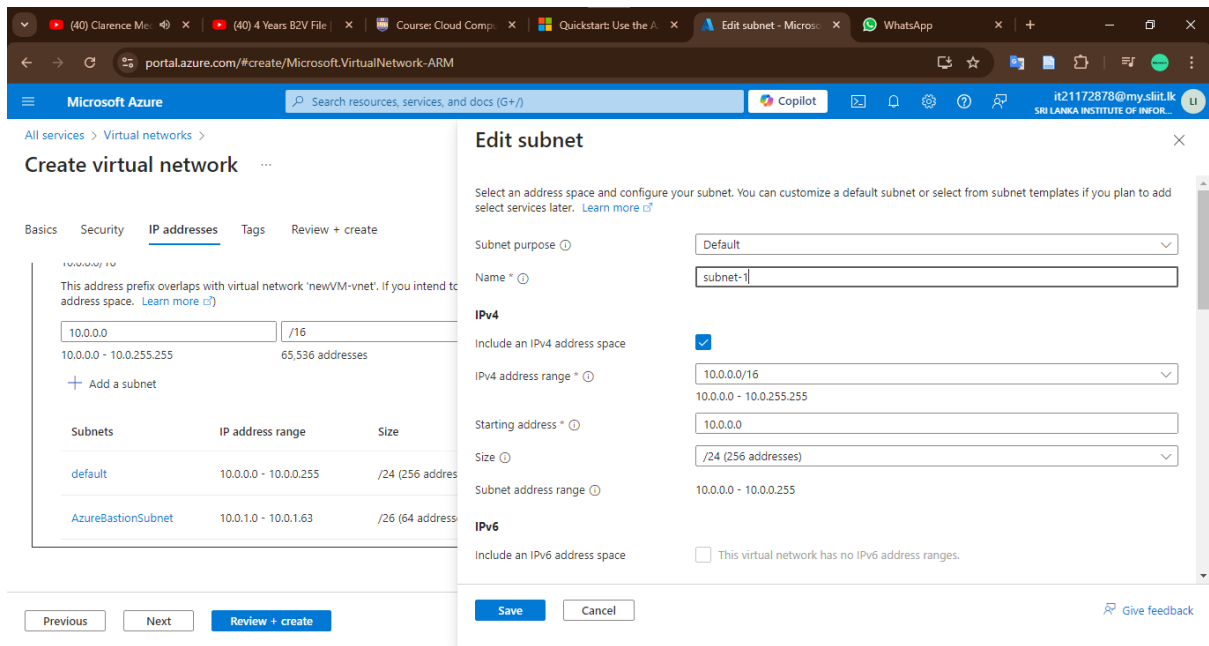 (40) Clarence Mec
(40) 4 Years B2V File |
Course: Cloud Comp
Quickstart: Use the A
Edit subnet - Microso
WhatsApp
portal.azure.com/#create/Microsoft.VirtualNetwork-ARM
Microsoft Azure
Search resources, services, and docs (G+/)
Copilot
it21172878@my.sliit.lk
SRI LANKA INSTITUTE OF INFOR...
LI
All services > Virtual networks >
Create virtual network ...
Basics Security IP addresses Tags Review + create
10.0.0.0/16
This address prefix overlaps with virtual network 'newVM-vnet'. If you intend to
address space. Learn more )
10.0.0.0 /16
10.0.0.0 - 10.0.255.255 65,536 addresses
+ Add a subnet
Subnets IP address range Size
default 10.0.0.0 - 10.0.0.255 /24 (256 addres
AzureBastionSubnet 10.0.1.0 - 10.0.1.63 /26 (64 address
Previous Next Review + create
Edit subnet
Select an address space and configure your subnet. You can customize a default subnet or select from subnet templates if you plan to add
select services later. Learn more
Subnet purpose Default
Name * subnet-1
IPv4
Include an IPv4 address space
IPv4 address range * 10.0.0.0/16
10.0.0.0 - 10.0.255.255
Starting address * 10.0.0.0
Size /24 (256 addresses)
Subnet address range 10.0.0.0 - 10.0.0.255
IPv6
Include an IPv6 address space This virtual network has no IPv6 address ranges.
Save Cancel Give feedback